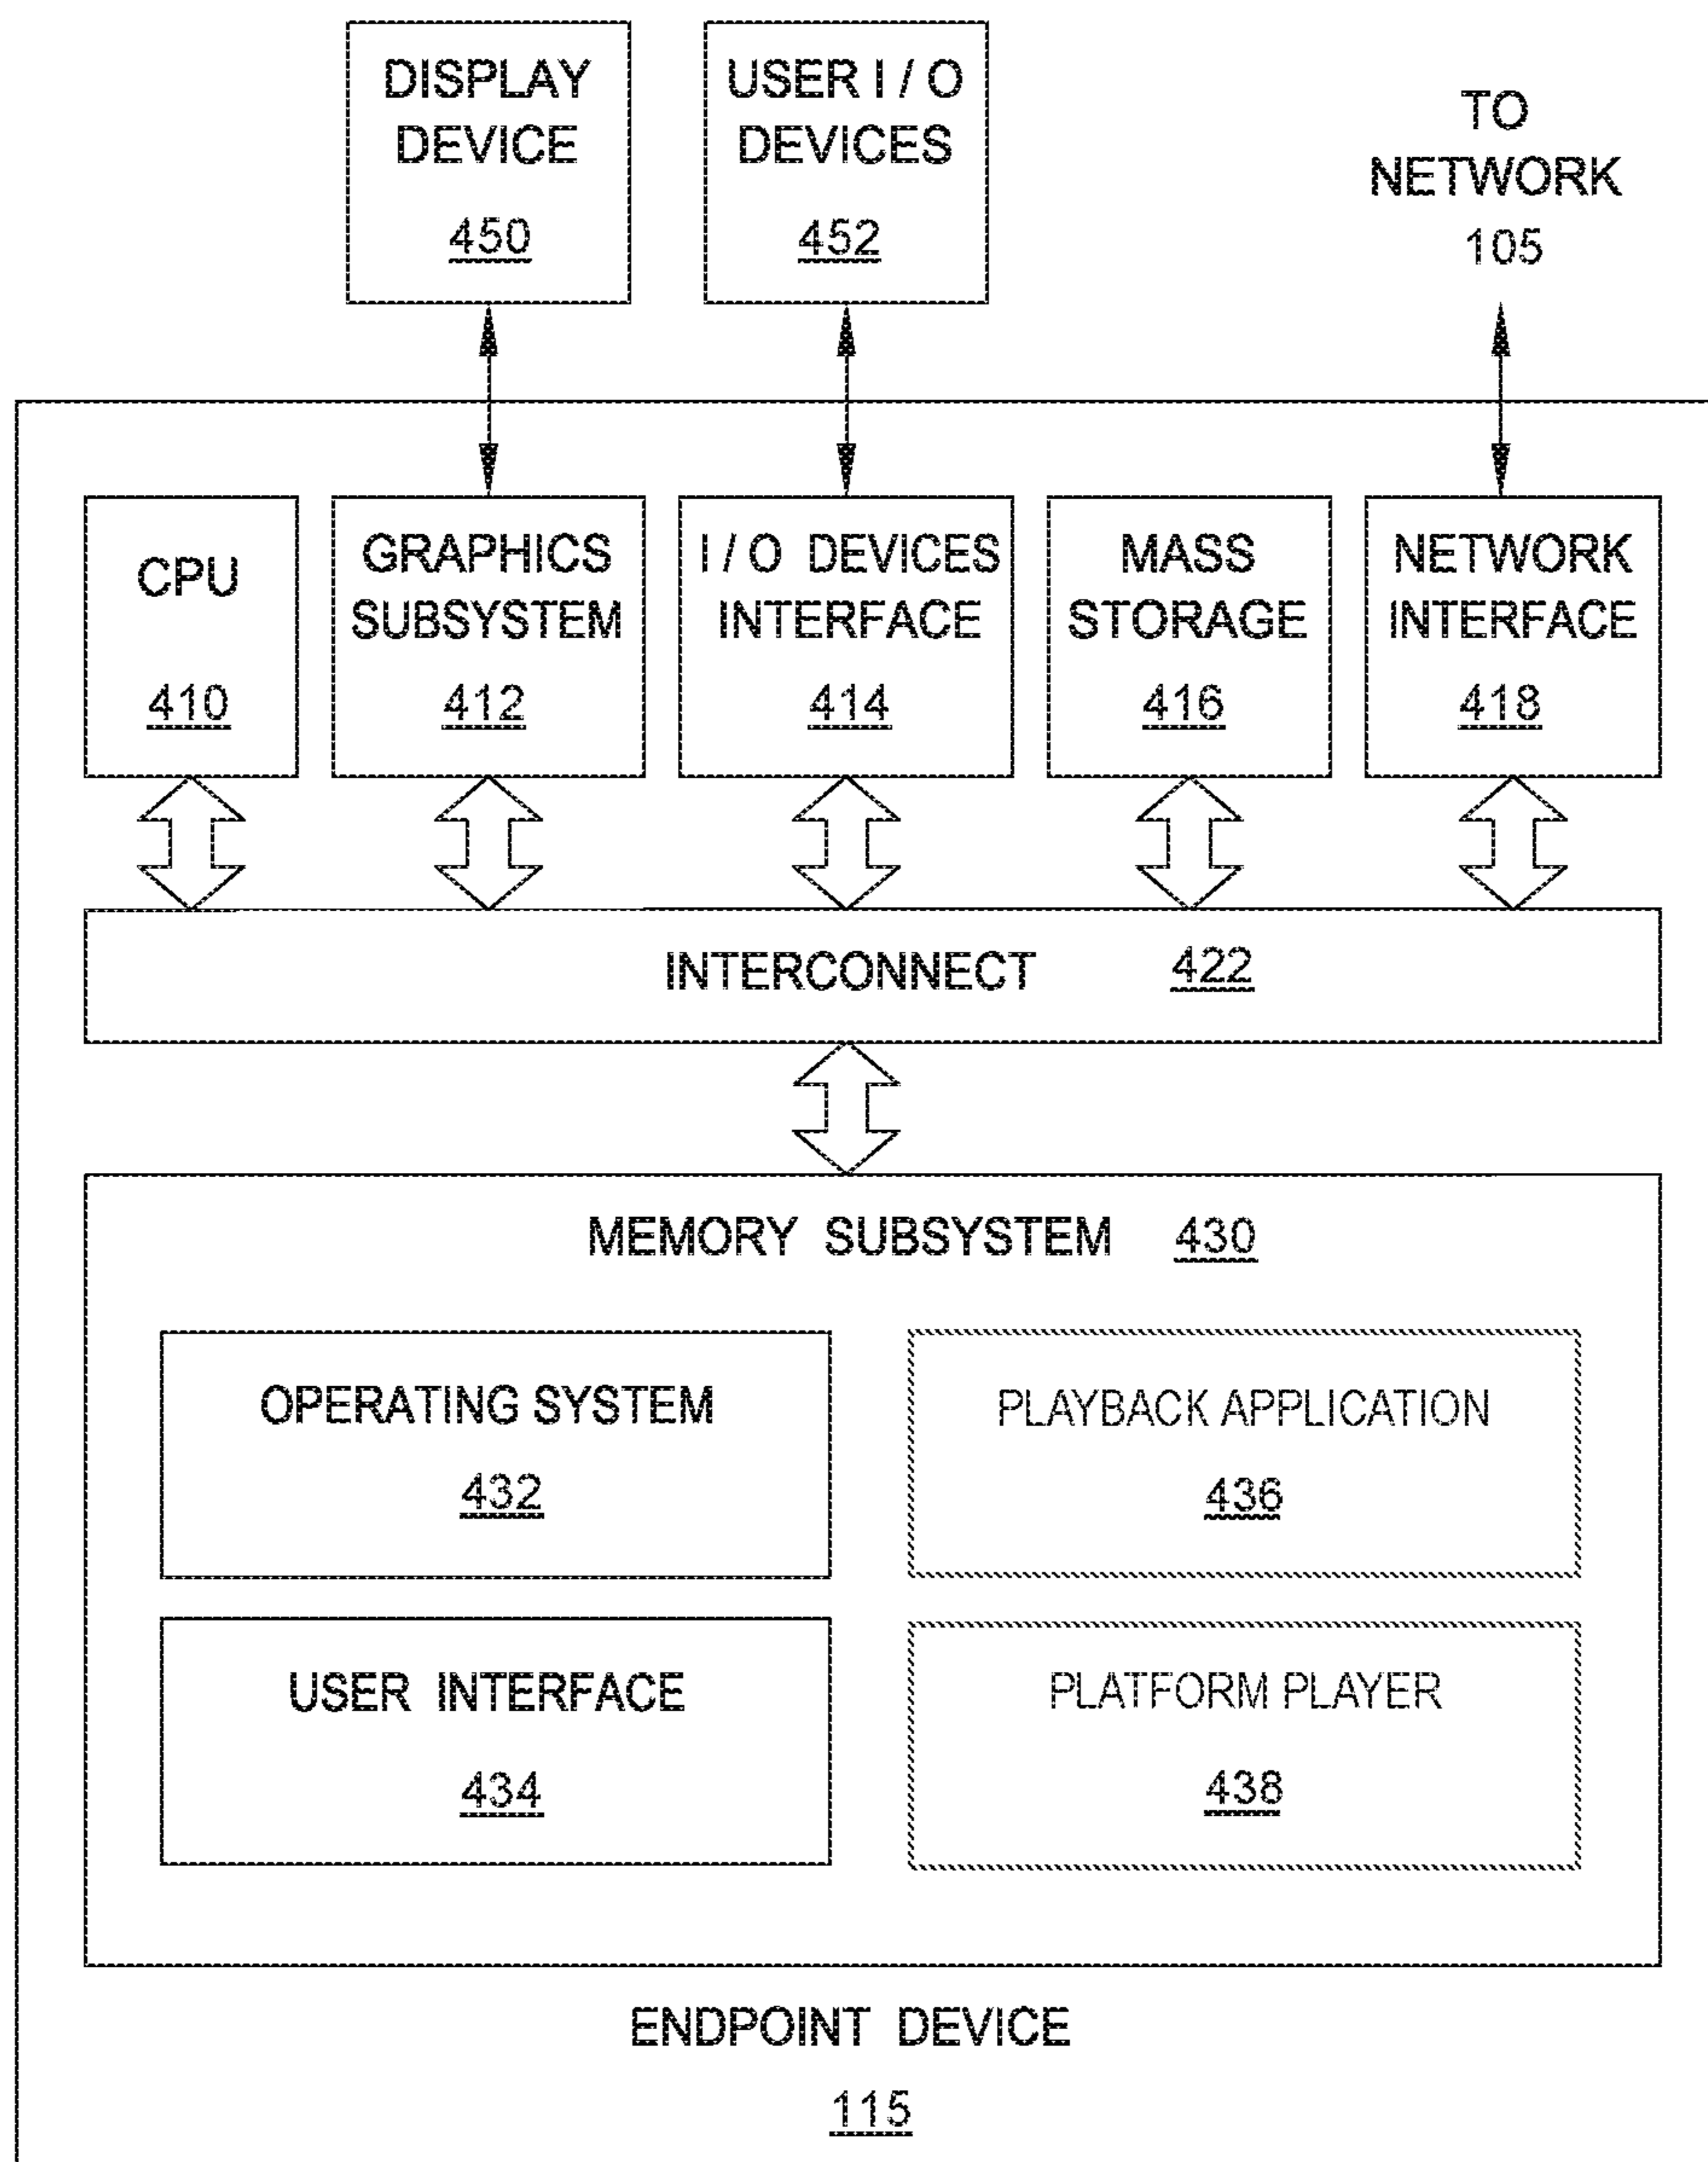 DISPLAY
DEVICE
450
USER I / O
DEVICES
452
TO
NETWORK
105
CPU
410
GRAPHICS
SUBSYSTEM
412
I / O DEVICES
INTERFACE
414
MASS
STORAGE
416
NETWORK
INTERFACE
418
INTERCONNECT 422
MEMORY SUBSYSTEM 430
OPERATING SYSTEM
432
PLAYBACK APPLICATION
436
USER INTERFACE
434
PLATFORM PLAYER
438
ENDPOINT DEVICE
115